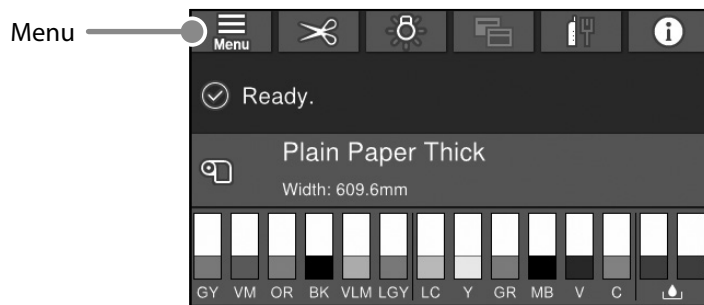 Menu
Menu
Ready.
Plain Paper Thick
Width: 609.6mm
GY VM OR BK VLM LGY LC Y GR MB V C